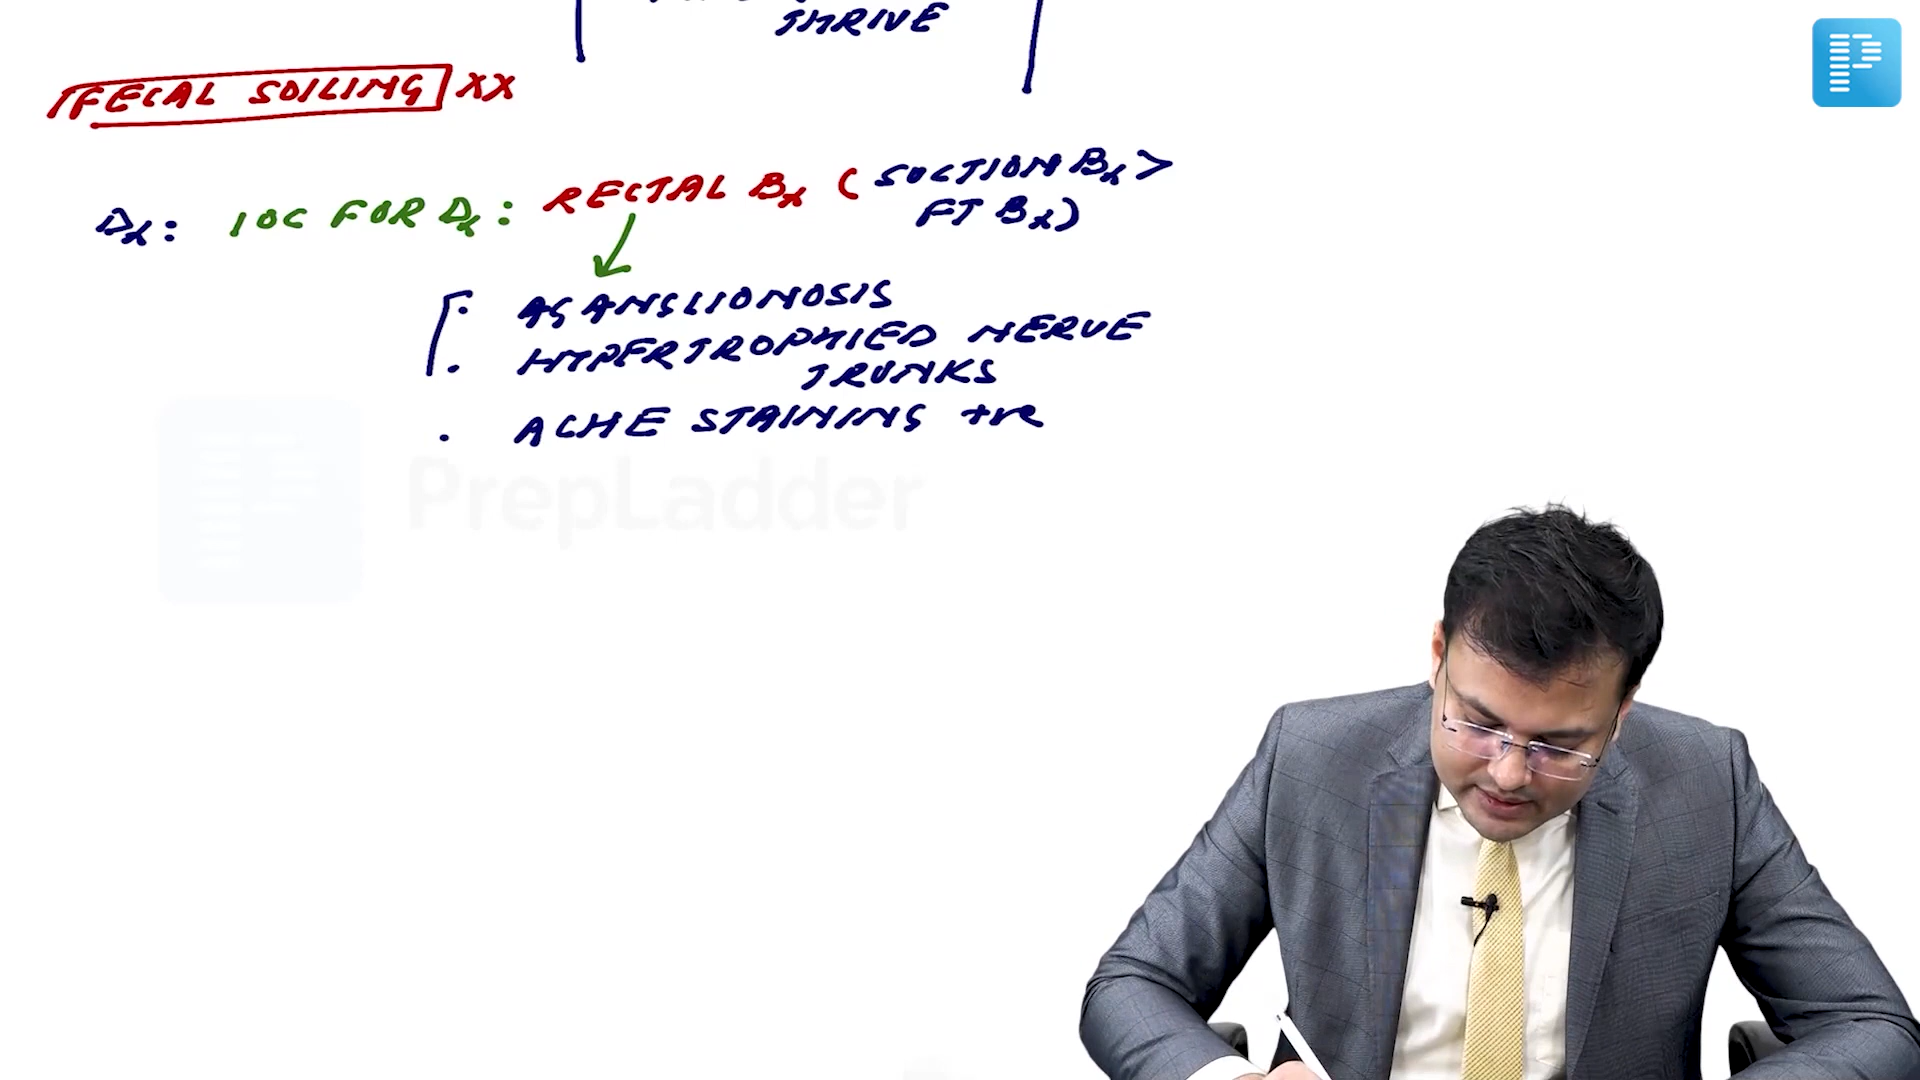 THRIVE
FECAL SOILING XX
Dx: IOC FOR Dx: RECTAL Bx (SUCTION Bx >
FT Bx)
. AGANGLIONOSIS
. HYPERTROPHIED NERVE
TRUNKS
. ACHE STAINING +ve
PrepLadder